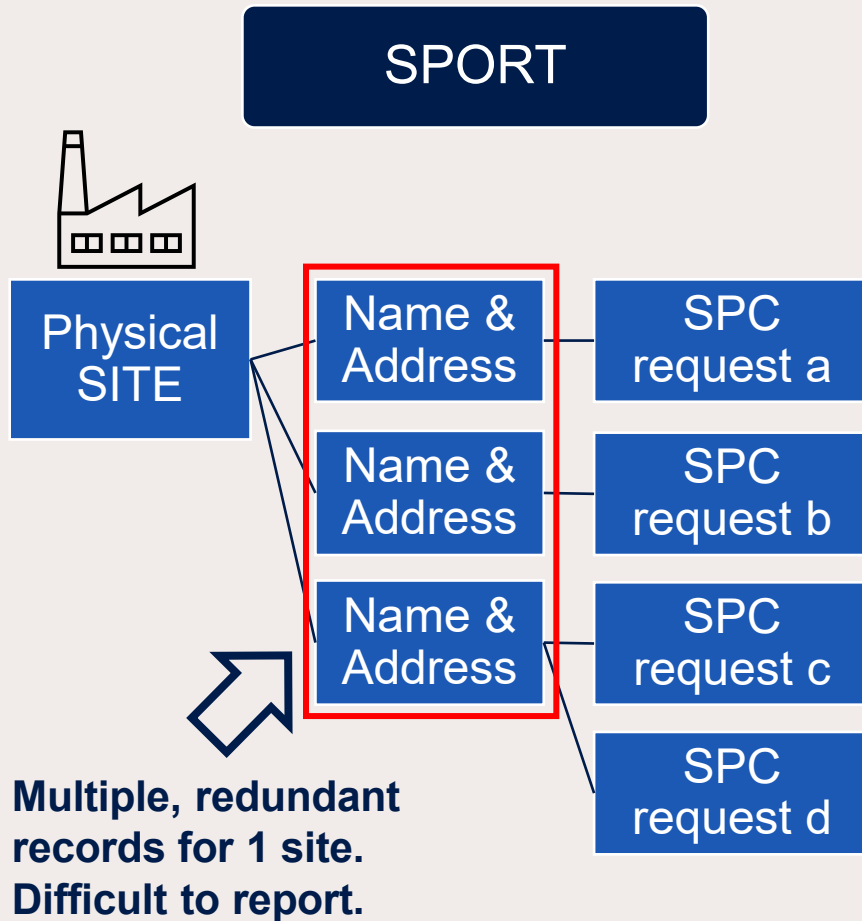 SPORT
Physical
SITE
Name &
Address
SPC
request a
Name &
Address
SPC
request b
Name &
Address
SPC
request c
SPC
request d
Multiple, redundant
records for 1 site.
Difficult to report.